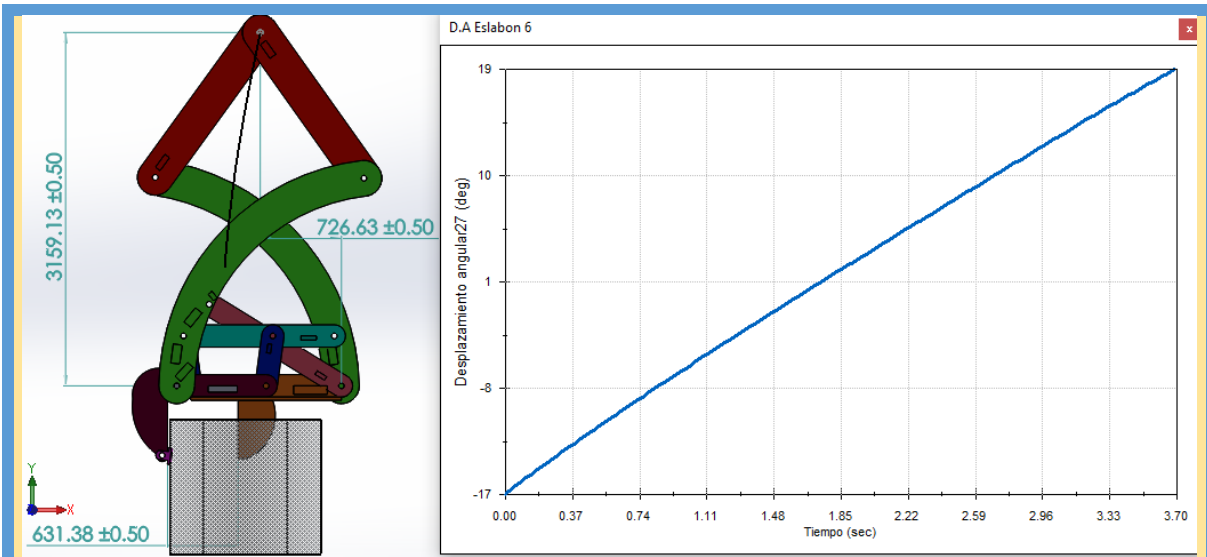 3159.13 ±0.50
726.63 ±0.50
631.38 ±0.50
Y
X
D.A Eslabon 6
x
Desplazamiento angular27 (deg)
19
10
1
-8
-17
0.00 0.37 0.74 1.11 1.48 1.85 2.22 2.59 2.96 3.33 3.70
Tiempo (sec)